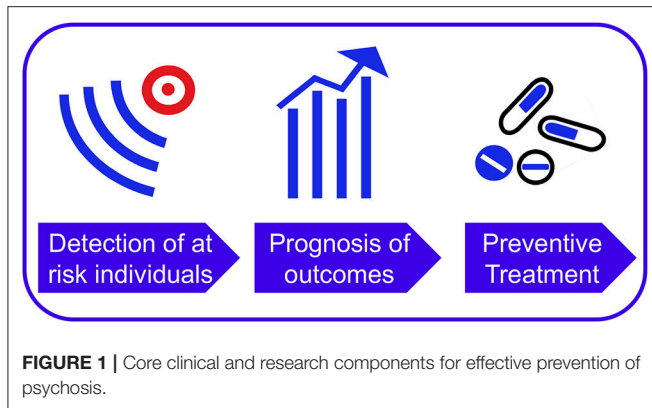 Detection of at
risk individuals
Prognosis of
outcomes
Preventive
Treatment
FIGURE 1 | Core clinical and research components for effective prevention of
psychosis.